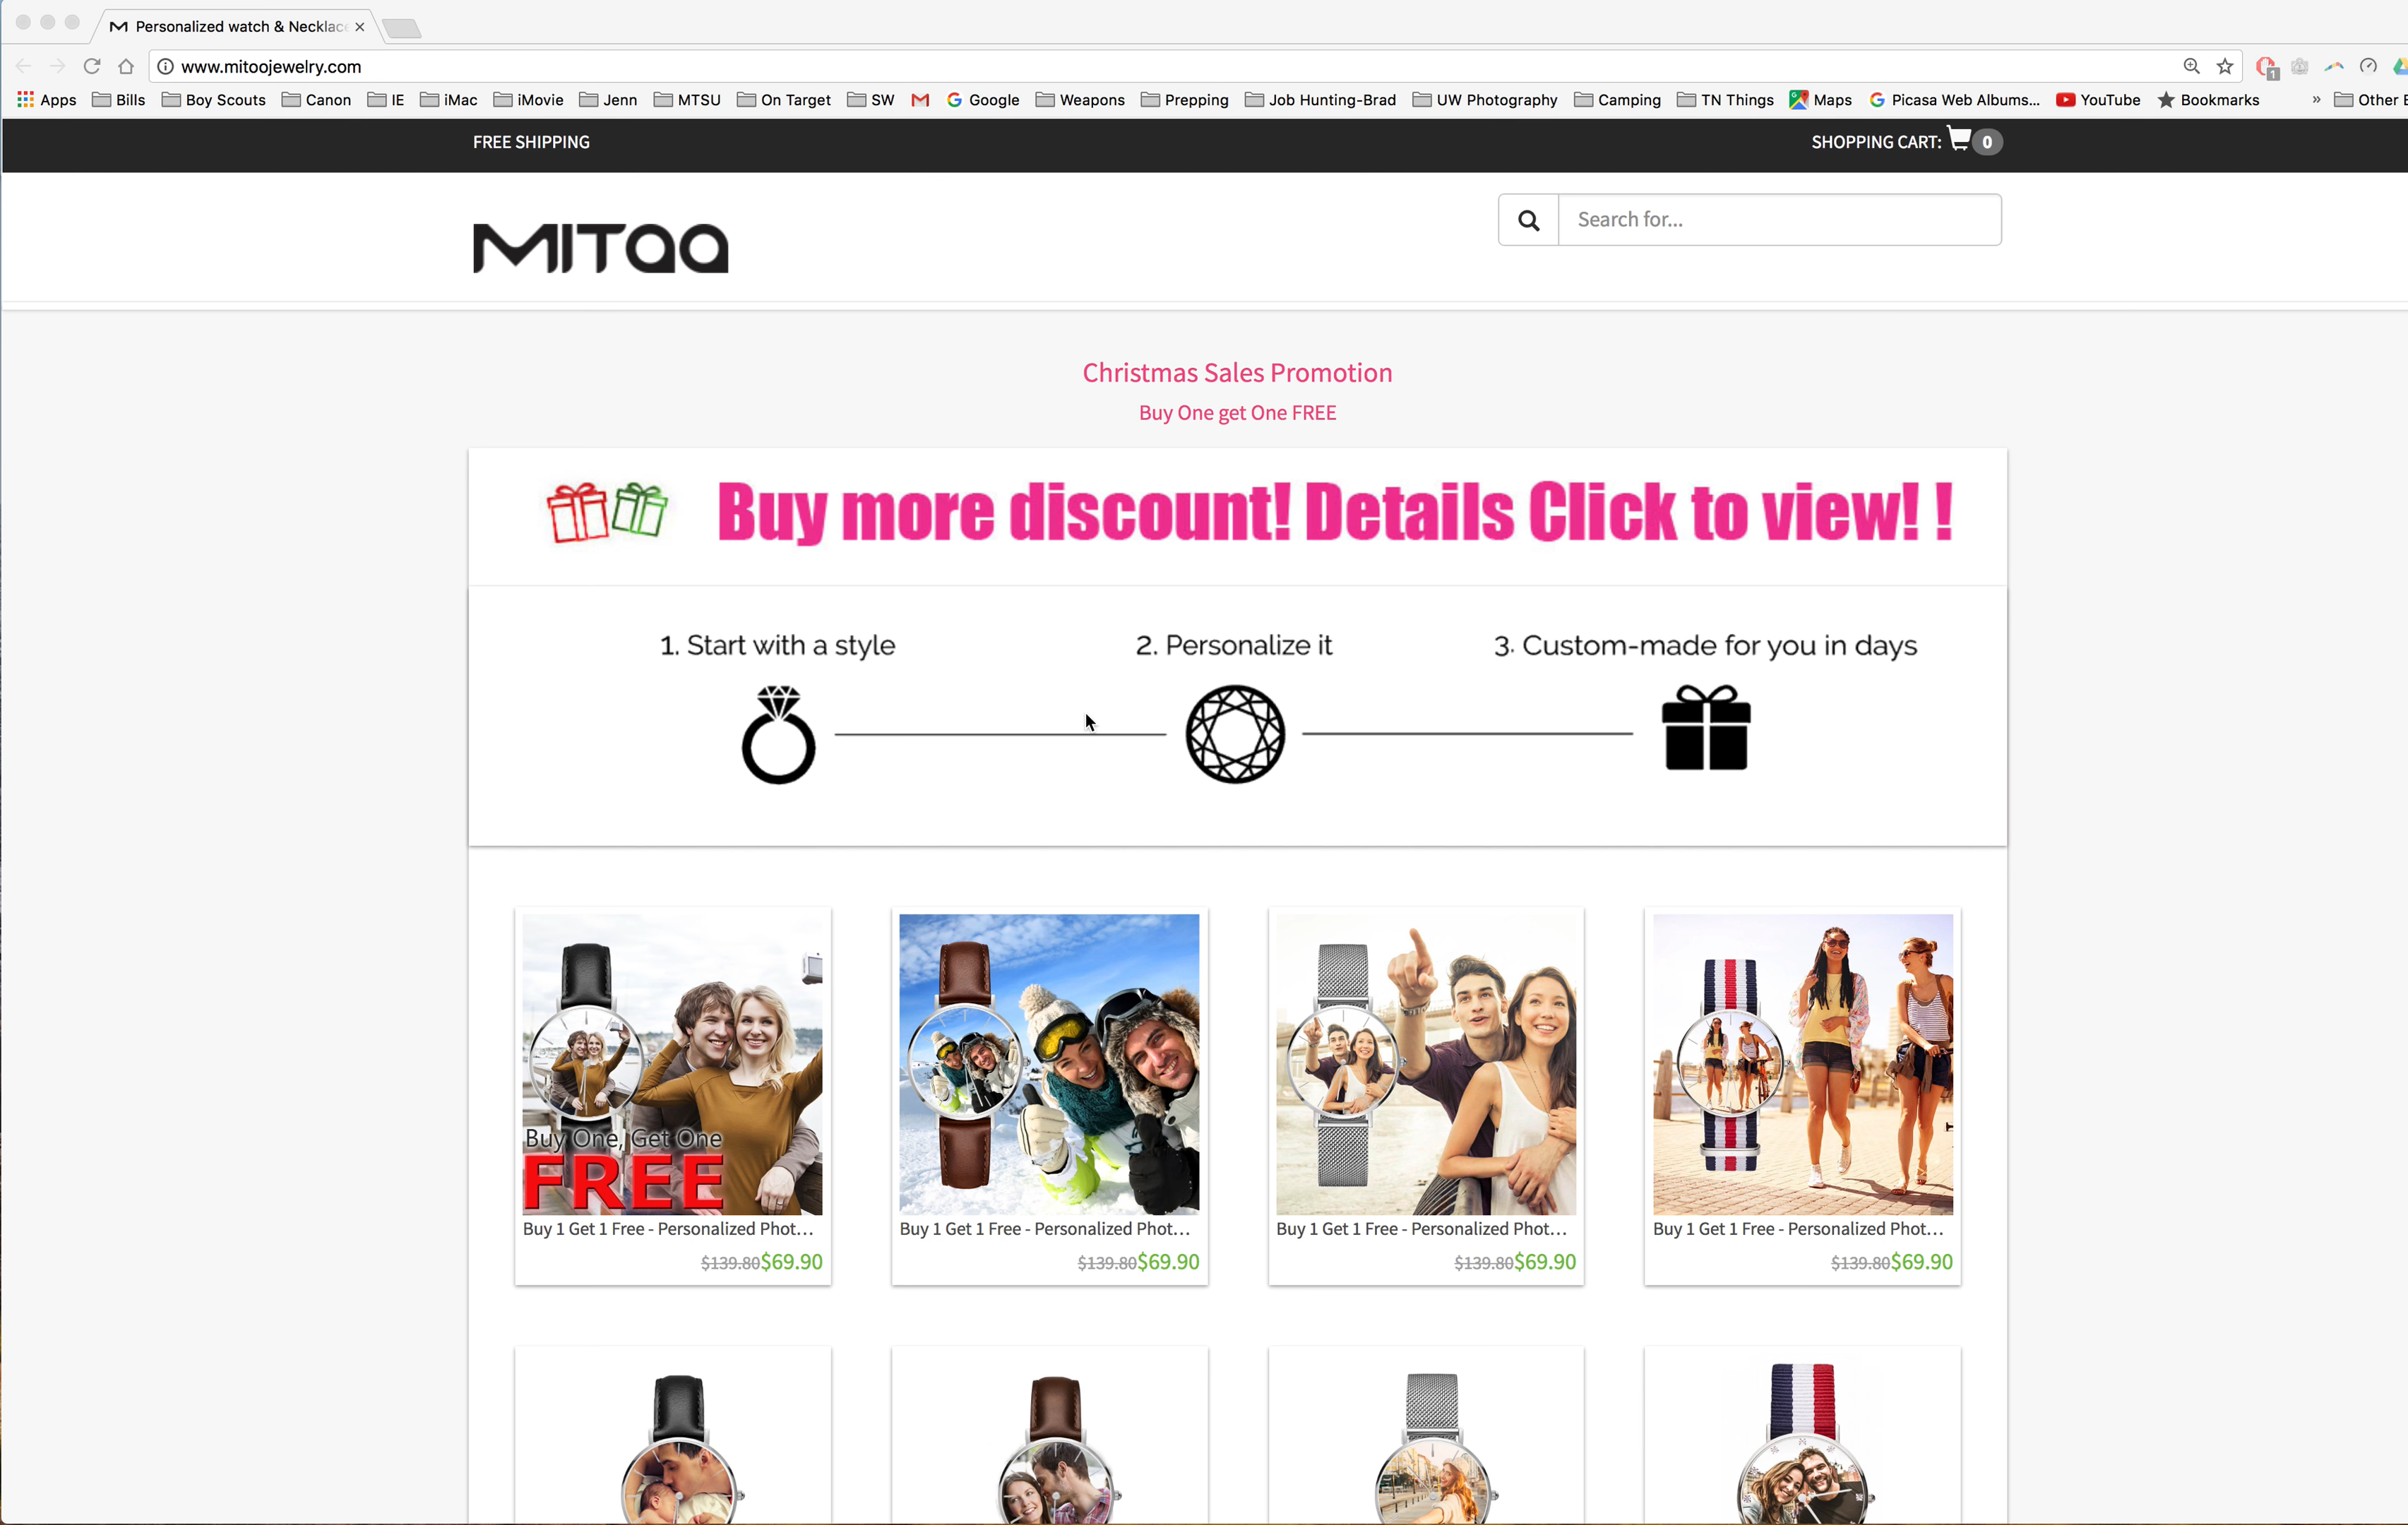 Personalized watch & Necklac
www.mitoojewelry.com
1
Apps Bills Boy Scouts Canon IE iMac iMovie Jenn MTSU On Target SW Google Weapons Prepping Job Hunting-Brad UW Photography Camping TN Things Maps Picasa Web Albums... YouTube Bookmarks » Other
FREE SHIPPING
SHOPPING CART: 0
MITOO
Search for...
Christmas Sales Promotion
Buy One get One FREE
Buy more discount! Details Click to view! !
1. Start with a style
2. Personalize it
3. Custom-made for you in days
Buy One, Get One
FREE
Buy 1 Get 1 Free - Personalized Phot...
$139.80$69.90
Buy 1 Get 1 Free - Personalized Phot...
$139.80$69.90
Buy 1 Get 1 Free - Personalized Phot...
$139.80$69.90
Buy 1 Get 1 Free - Personalized Phot...
$139.80$69.90